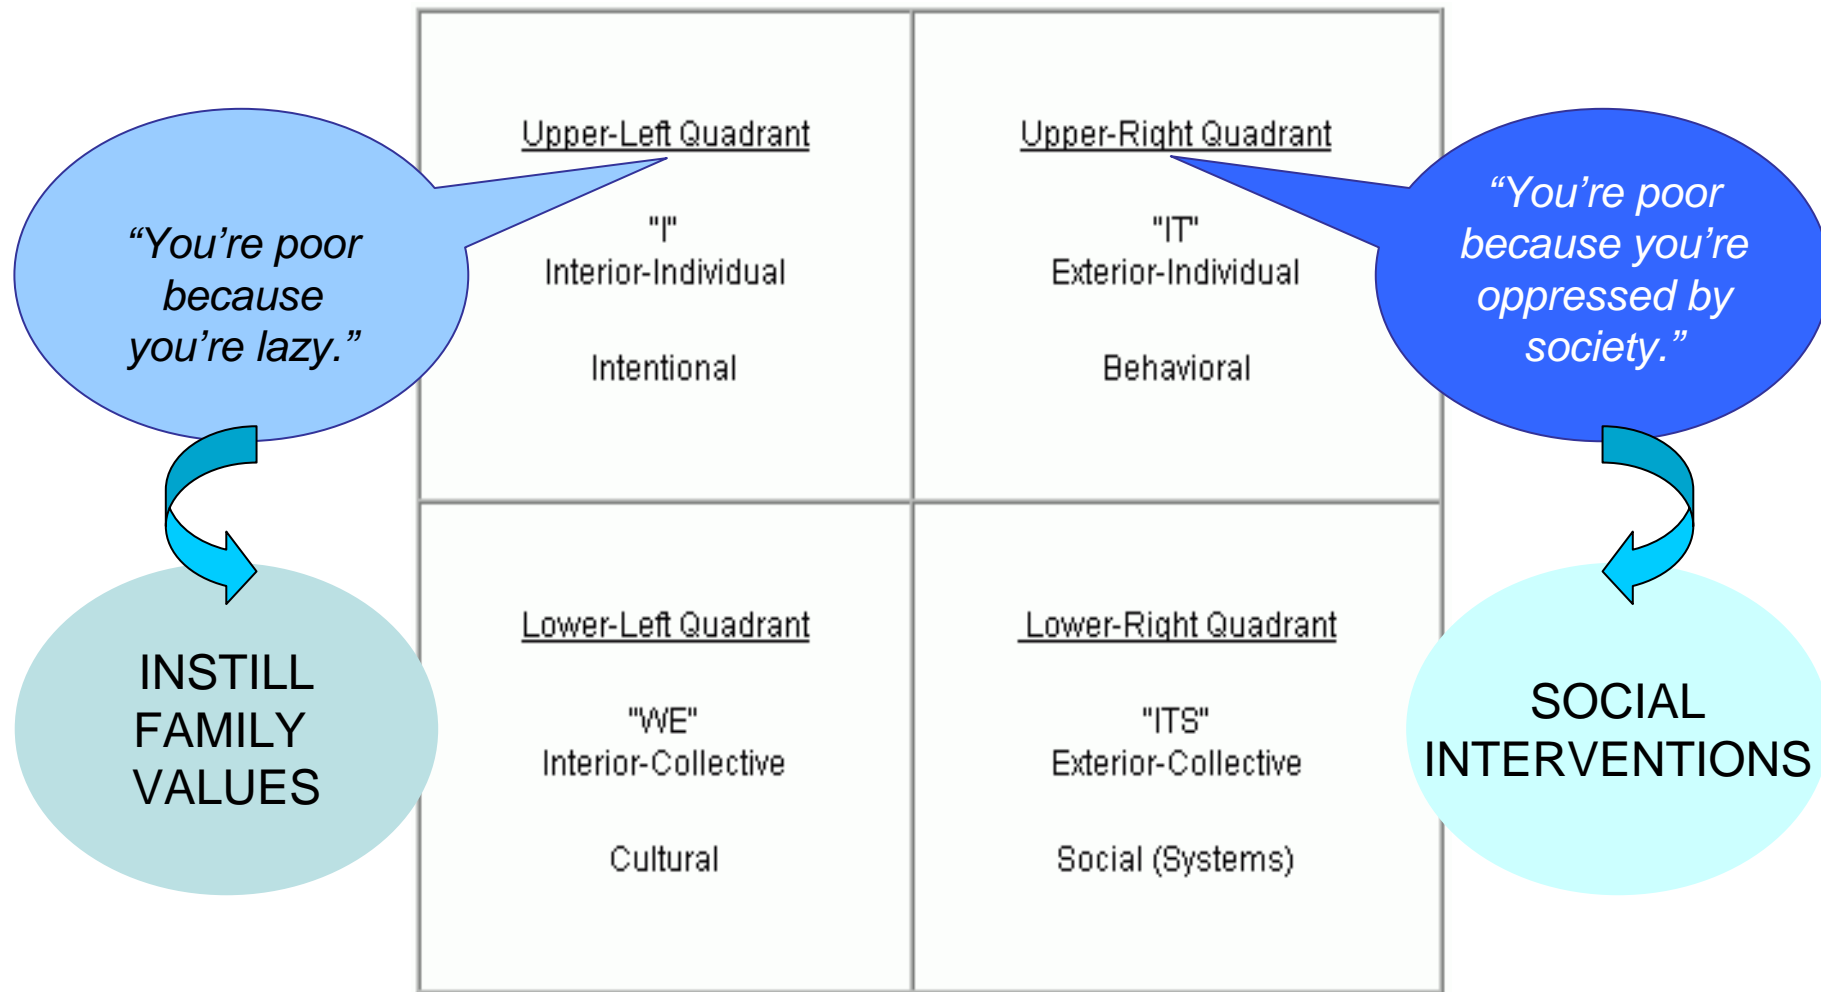 “You’re poor
because
you’re lazy.”
INSTILL
FAMILY
VALUES
Upper-Left Quadrant
"I"
Interior-Individual
Intentional
Upper-Right Quadrant
"IT"
Exterior-Individual
Behavioral
Lower-Left Quadrant
"WE"
Interior-Collective
Cultural
Lower-Right Quadrant
"ITS"
Exterior-Collective
Social (Systems)
“You’re poor
because you’re
oppressed by
society.”
SOCIAL
INTERVENTIONS